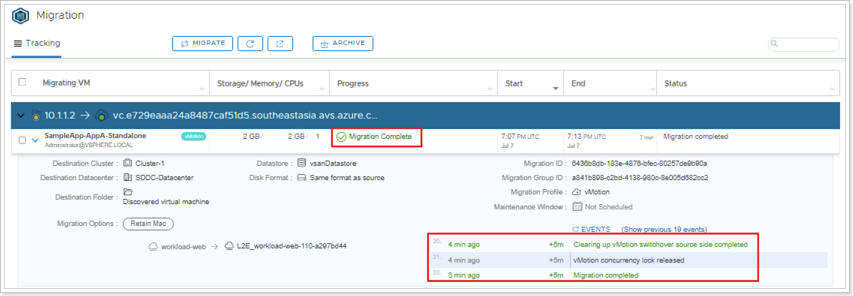 Migration
Tracking
MIGRATE
ARCHIVE
Migrating VM Storage/ Memory/ CPUs Progress Start End Status
10.1.1.2 → vc.e729eaaa24a8487caf51d5.southeastasia.avs.azure.c...
SampleApp-AppA-Standalone vMotion 2 GB / 2 GB / 1 Migration Complete 7:07 PM UTC 7:13 PM UTC 7 min Migration completed
Administrator@VSPHERE.LOCAL Jul 7 Jul 7
Destination Cluster : Cluster-1 Datastore : vsanDatastore Migration ID : 6436b8db-183e-4876-bfec-80257de9b90a
Destination Datacenter : SDDC-Datacenter Disk Format : Same format as source Migration Group ID : a841b898-c2bd-4138-980c-8e005d682cc2
Destination Folder : Migration Profile : vMotion
Discovered virtual machine Maintenance Window : Not Scheduled
Migration Options : Retain Mac EVENTS (Show previous 19 events)
workload-web → L2E_workload-web-110-a297bd44
20. 4 min ago +5m Clearing up vMotion switchover source side completed
21. 4 min ago +5m vMotion concurrency lock released
22. 3 min ago +5m Migration completed